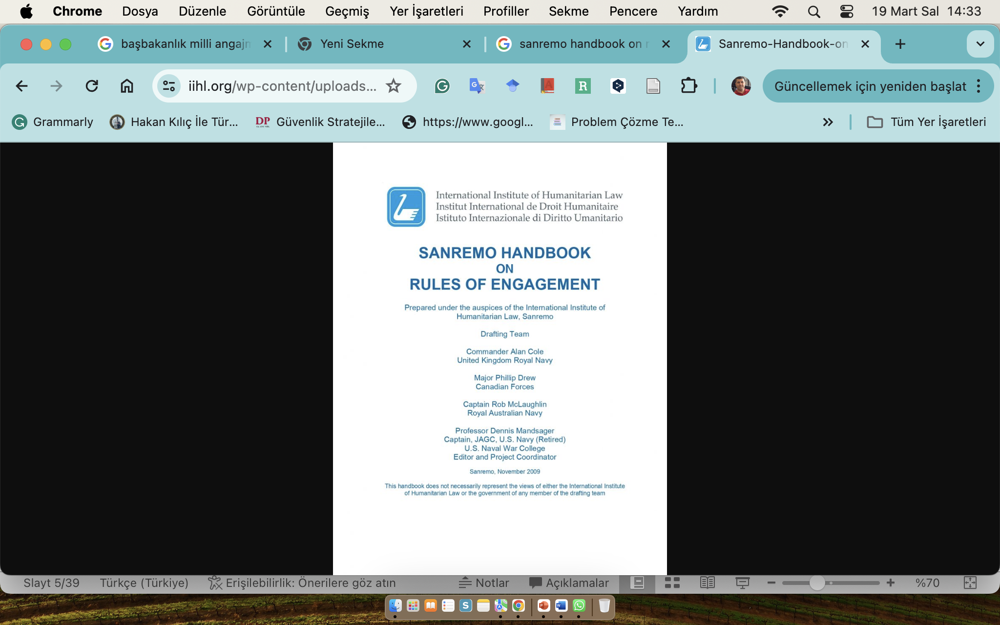 Chrome Dosya Düzenle Görüntüle Geçmiş Yer İşaretleri Profiller Sekme Pencere Yardım 19 Mart Sal 14:33
başbakanlık milli angajm Yeni Sekme sanremo handbook on r Sanremo-Handbook-on
iihl.org/wp-content/uploads... Güncellemek için yeniden başlat
Grammarly Hakan Kılıç İle Tür... DP Güvenlik Stratejile... https://www.googl... Problem Çözme Te... Tüm Yer İşaretleri
International Institute of Humanitarian Law
Institut International de Droit Humanitaire
Istituto Internazionale di Diritto Umanitario
SANREMO HANDBOOK
ON
RULES OF ENGAGEMENT
Prepared under the auspices of the International Institute of
Humanitarian Law, Sanremo
Drafting Team
Commander Alan Cole
United Kingdom Royal Navy
Major Phillip Drew
Canadian Forces
Captain Rob McLaughlin
Royal Australian Navy
Professor Dennis Mandsager
Captain, JAGC, U.S. Navy (Retired)
U.S. Naval War College
Editor and Project Coordinator
Sanremo, November 2009
This handbook does not necessarily represent the views of either the International Institute
of Humanitarian Law or the government of any member of the drafting team
Slayt 5/39 Türkçe (Türkiye) Erişilebilirlik: Önerilere göz atın Notlar Açıklamalar %70